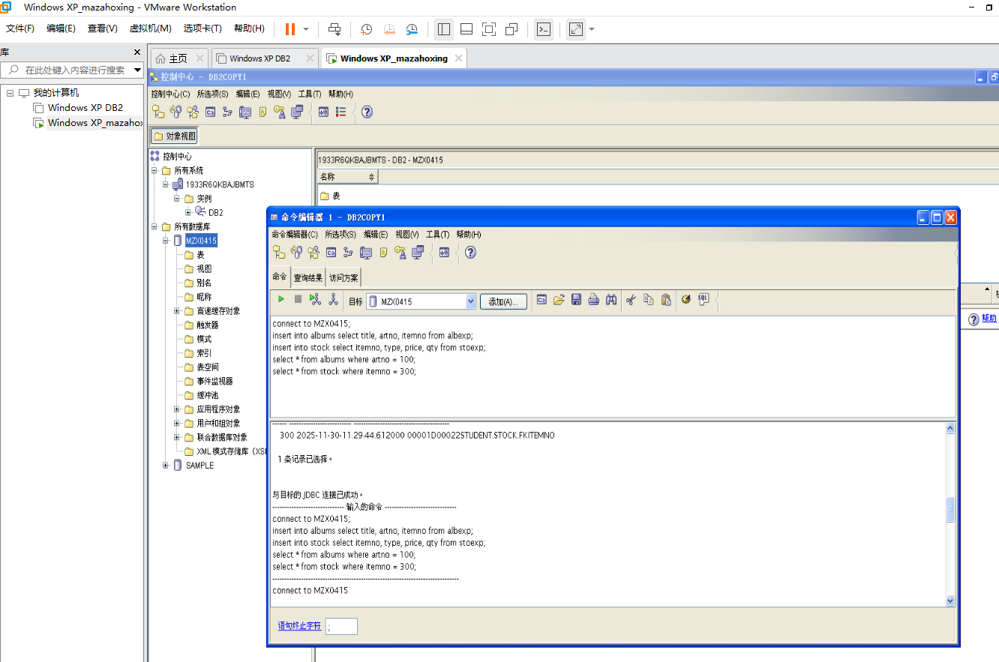 Windows XP_mazahoxing - VMware Workstation
文件(F) 编辑(E) 查看(V) 虚拟机(M) 选项卡(T) 帮助(H)
库
主页 Windows XP DB2 Windows XP_mazahoxing
在此处键入内容进行搜索
我的计算机
Windows XP DB2
Windows XP_mazaho
控制中心 - DB2COPY1
控制中心(C) 所选项(S) 编辑(E) 视图(V) 工具(T) 帮助(H)
对象视图
控制中心
所有系统
1933R6QKBAJBMTS
实例
DB2
所有数据库
MZX0415
表
视图
别名
昵称
高速缓存对象
触发器
模式
索引
表空间
事件监视器
缓冲池
应用程序对象
用户和组对象
联合数据库对象
XML 模式存储库（XS
SAMPLE
1933R6QKBAJBMTS - DB2 - MZX0415
名称
表
帮助
命令编辑器 1 - DB2COPY1
命令编辑器(C) 所选项(S) 编辑(E) 视图(V) 工具(T) 帮助(H)
命令 查询结果 访问方案
目标 MZX0415 添加(A)... SQL
connect to MZX0415;
insert into albums select title, artno, itemno from albexp;
insert into stock select itemno, type, price, qty from stoexp;
select * from albums where artno = 100;
select * from stock where itemno = 300;
------ -------------------------- ----------------------------------------
300 2025-11-30-11.29.44.612000 00001D00022STUDENT.STOCK.FKITEMNO
1 条记录已选择。
与目标的 JDBC 连接已成功。
------------------------------ 输入的命令 ------------------------------
connect to MZX0415;
insert into albums select title, artno, itemno from albexp;
insert into stock select itemno, type, price, qty from stoexp;
select * from albums where artno = 100;
select * from stock where itemno = 300;
------------------------------------------------------------------------------
connect to MZX0415
语句终止字符 ;